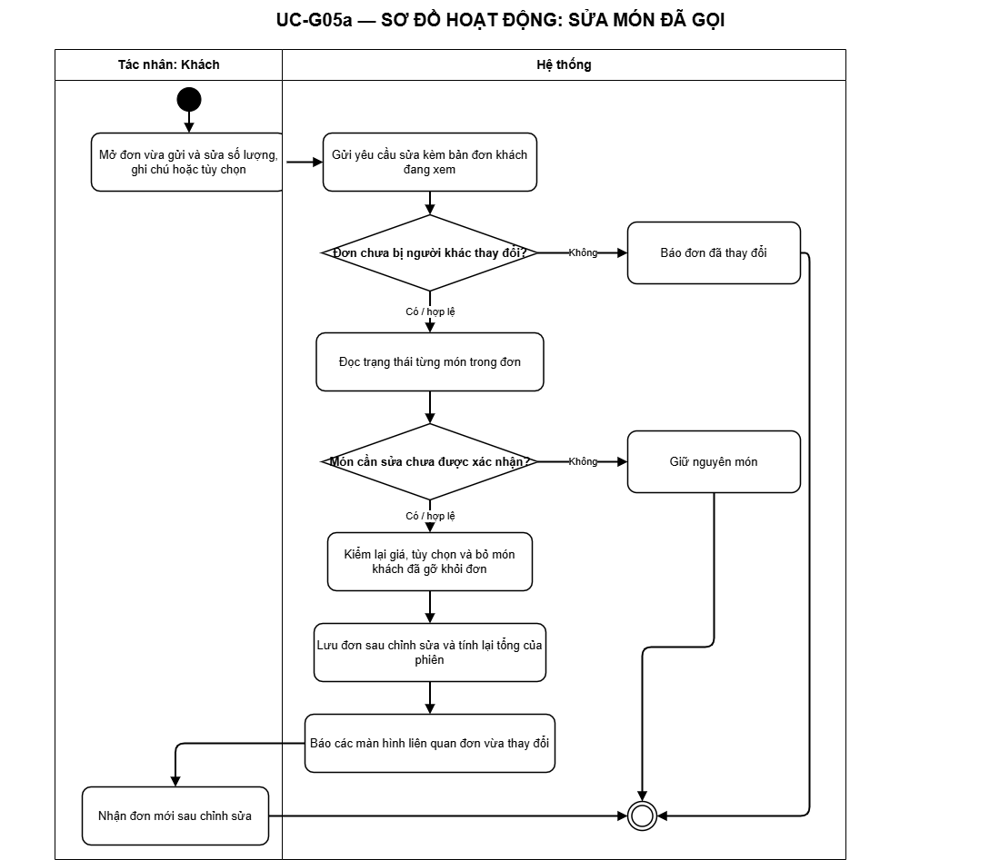 UC-G05a — SƠ ĐỒ HOẠT ĐỘNG: SỬA MÓN ĐÃ GỌI
Tác nhân: Khách
Hệ thống
Mở đơn vừa gửi và sửa số lượng,
ghi chú hoặc tùy chọn
Gửi yêu cầu sửa kèm bản đơn khách
đang xem
Đơn chưa bị người khác thay đổi?
Không
Báo đơn đã thay đổi
Có / hợp lệ
Đọc trạng thái từng món trong đơn
Món cần sửa chưa được xác nhận?
Không
Giữ nguyên món
Có / hợp lệ
Kiểm lại giá, tùy chọn và bỏ món
khách đã gỡ khỏi đơn
Lưu đơn sau chỉnh sửa và tính lại tổng của
phiên
Báo các màn hình liên quan đơn vừa thay đổi
Nhận đơn mới sau chỉnh sửa